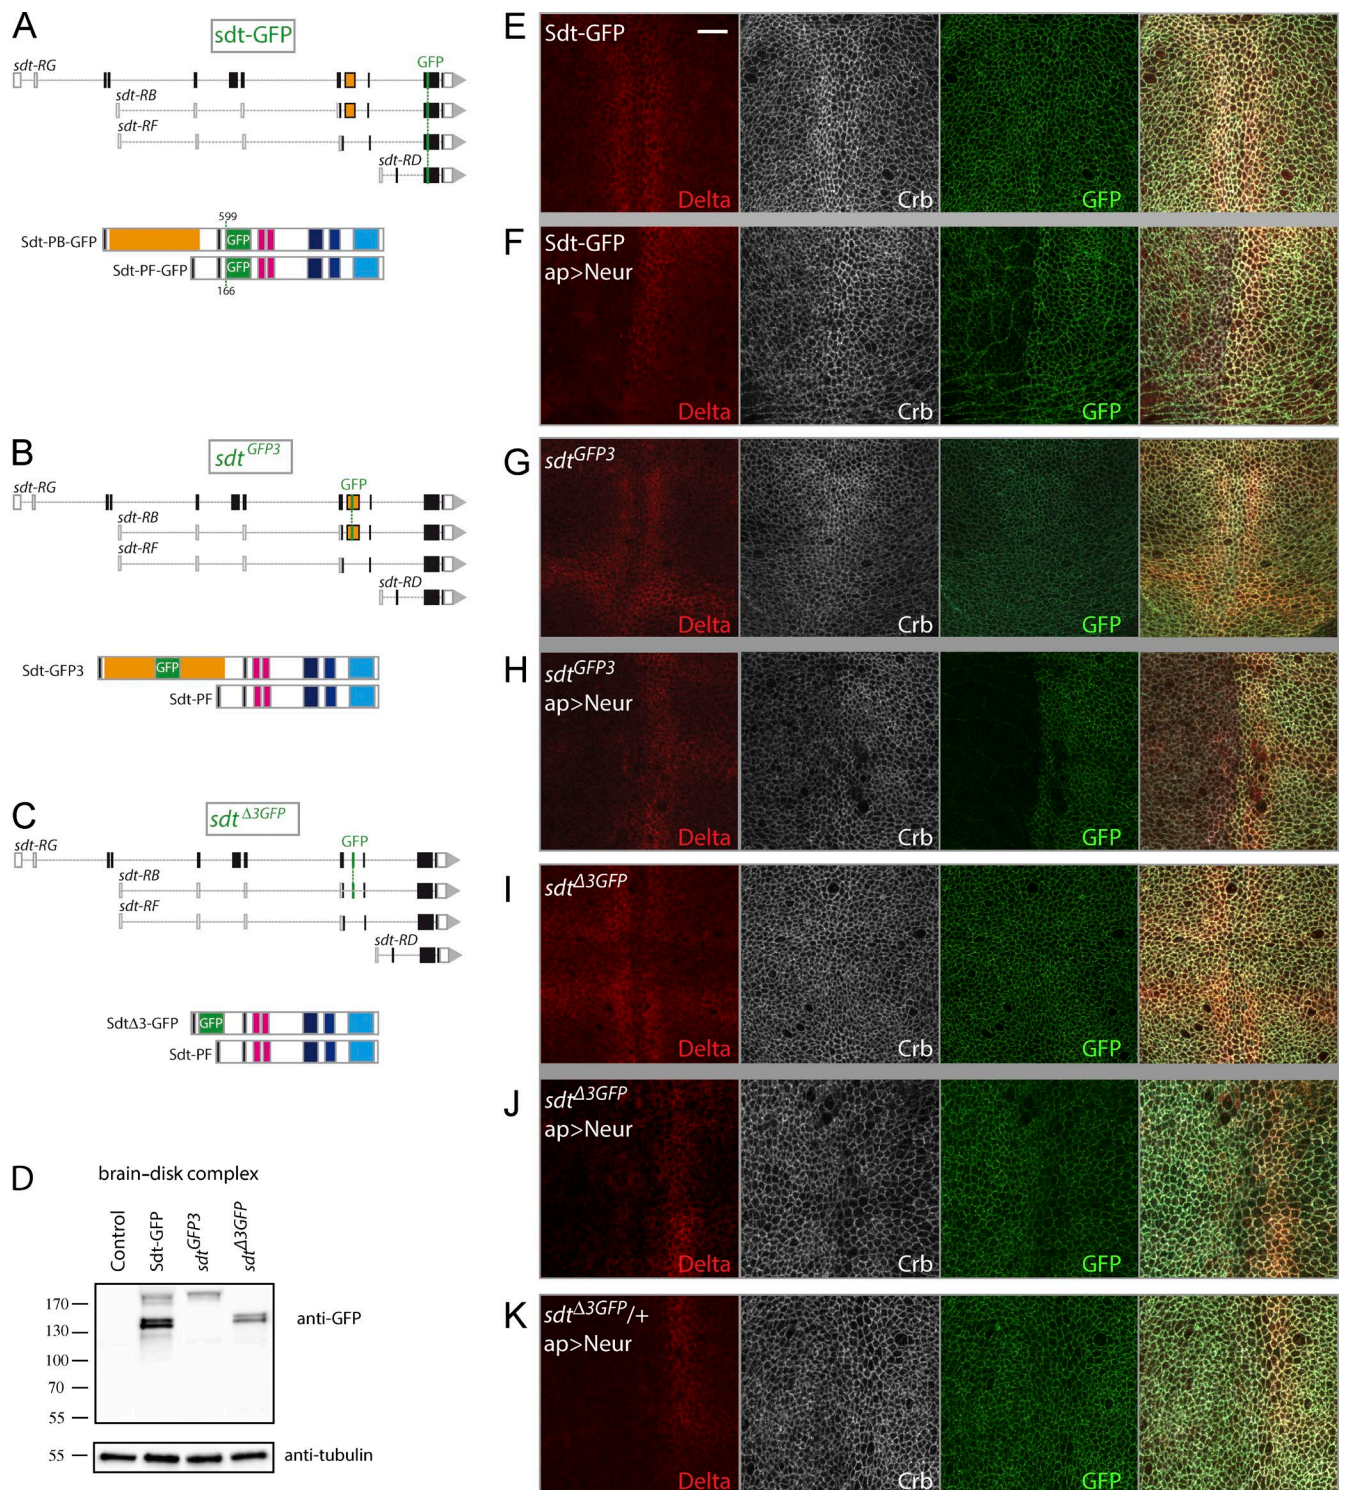 A
sdt-GFP
sdt-RG
GFP
sdt-RB
sdt-RF
sdt-RD
599
Sdt-PB-GFP
GFP
Sdt-PF-GFP
GFP
166
B
sdt GFP3
sdt-RG
GFP
sdt-RB
sdt-RF
sdt-RD
Sdt-GFP3
GFP
Sdt-PF
C
sdt Δ3GFP
sdt-RG
GFP
sdt-RB
sdt-RF
sdt-RD
SdtΔ3-GFP
GFP
Sdt-PF
D
brain–disk complex
Control
Sdt-GFP
sdtGFP3
sdtΔ3GFP
170
130
100
70
55
anti-GFP
55
anti-tubulin
E
Sdt-GFP
Delta
Crb
GFP
F
Sdt-GFP
ap>Neur
Delta
Crb
GFP
G
sdtGFP3
Delta
Crb
GFP
H
sdtGFP3
ap>Neur
Delta
Crb
GFP
I
sdtΔ3GFP
Delta
Crb
GFP
J
sdtΔ3GFP
ap>Neur
Delta
Crb
GFP
K
sdtΔ3GFP/+
ap>Neur
Delta
Crb
GFP